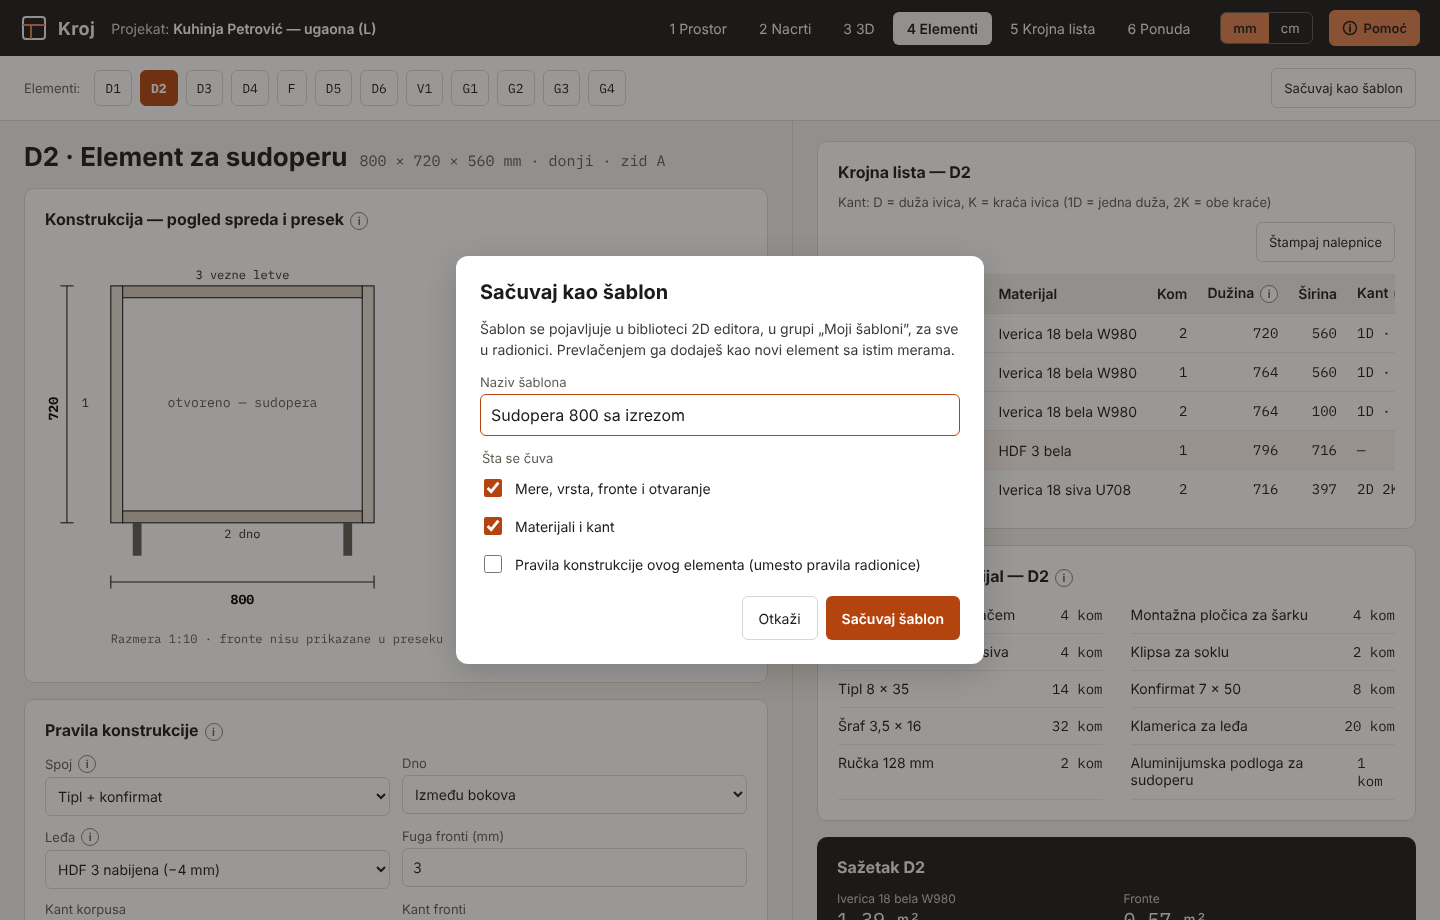 Kroj
Projekat: Kuhinja Petrović — ugaona (L)
1 Prostor
2 Nacrti
3 3D
4 Elementi
5 Krojna lista
6 Ponuda
mm
cm
Pomoć
Elementi:
D1
D2
D3
D4
F
D5
D6
V1
G1
G2
G3
G4
Sačuvaj kao šablon
D2 · Element za sudoperu
800 × 720 × 560 mm · donji · zid A
Konstrukcija — pogled spreda i presek
3 vezne letve
720
1
otvoreno — sudopera
2 dno
800
Razmera 1:10 · fronte nisu prikazane u preseku
Pravila konstrukcije
Spoj
Tipl + konfirmat
Dno
Između bokova
Leđa
HDF 3 nabijena (−4 mm)
Fuga fronti (mm)
3
Kant korpusa
Kant fronti
Sačuvaj kao šablon
Šablon se pojavljuje u biblioteci 2D editora, u grupi „Moji šabloni”, za sve
u radionici. Prevlačenjem ga dodaješ kao novi element sa istim merama.
Naziv šablona
Sudopera 800 sa izrezom
Šta se čuva
Mere, vrsta, fronte i otvaranje
Materijali i kant
Pravila konstrukcije ovog elementa (umesto pravila radionice)
Otkaži
Sačuvaj šablon
Krojna lista — D2
Kant: D = duža ivica, K = kraća ivica (1D = jedna duža, 2K = obe kraće)
Štampaj nalepnice
Materijal Kom Dužina Širina Kant
Iverica 18 bela W980 2 720 560 1D ·
Iverica 18 bela W980 1 764 560 1D ·
Iverica 18 bela W980 2 764 100 1D ·
HDF 3 bela 1 796 716 —
Iverica 18 siva U708 2 716 397 2D 2K
— D2
4 kom
Montažna pločica za šarku 4 kom
siva 4 kom
Klipsa za soklu 2 kom
Tipl 8 × 35 14 kom
Konfirmat 7 × 50 8 kom
Šraf 3,5 × 16 32 kom
Klamerica za leđa 20 kom
Ručka 128 mm 2 kom
Aluminijumska podloga za
sudoperu
1
kom
Sažetak D2
Iverica 18 bela W980
1,39 m²
Fronte
0,57 m²